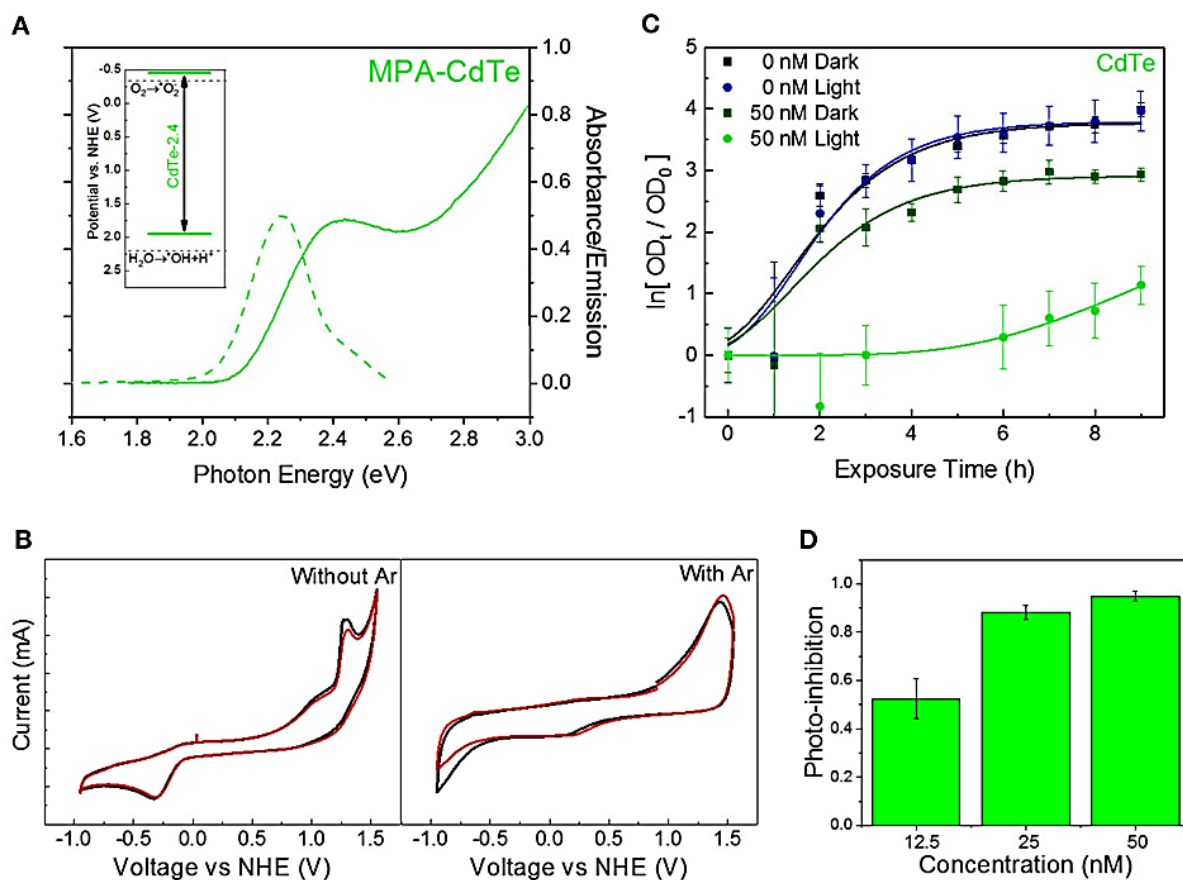 A
MPA-CdTe
Potential vs. NHE (V)
-0.5
0.0
0.5
1.0
1.5
2.0
2.5
O₂→•O₂⁻
CdTe-2.4
H₂O→•OH+H⁺
1.0
0.8
0.6
0.4
0.2
0.0
Absorbance/Emission
1.6 1.8 2.0 2.2 2.4 2.6 2.8 3.0
Photon Energy (eV)
C
CdTe
0 nM Dark
0 nM Light
50 nM Dark
50 nM Light
5
4
3
2
1
0
-1
ln[ ODt / OD0 ]
0 2 4 6 8
Exposure Time (h)
B
Without Ar
With Ar
Current (mA)
-1.0 -0.5 0.0 0.5 1.0 1.5
-1.0 -0.5 0.0 0.5 1.0 1.5
Voltage vs NHE (V)
Voltage vs NHE (V)
D
1.0
0.8
0.6
0.4
0.2
0.0
Photo-inhibition
12.5 25 50
Concentration (nM)